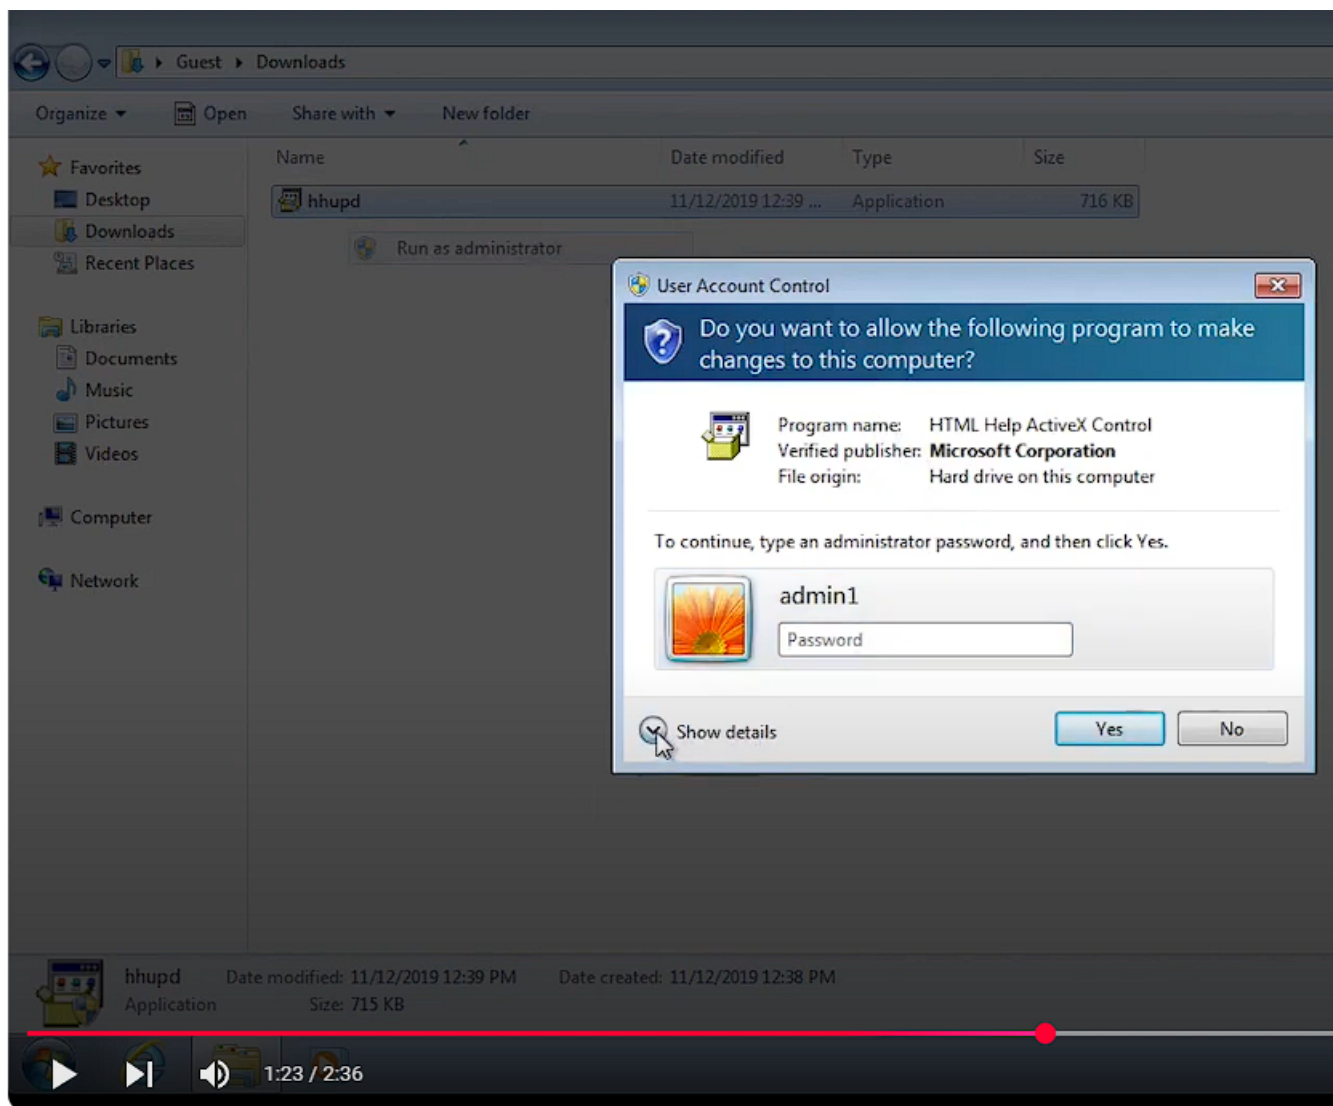 Guest Downloads
Organize Open Share with New folder
Name Date modified Type Size
Favorites
Desktop
Downloads
Recent Places
Libraries
Documents
Music
Pictures
Videos
Computer
Network
hhupd 11/12/2019 12:39 ... Application 716 KB
Run as administrator
User Account Control
Do you want to allow the following program to make
changes to this computer?
Program name: HTML Help ActiveX Control
Verified publisher: Microsoft Corporation
File origin: Hard drive on this computer
To continue, type an administrator password, and then click Yes.
admin1
Password
Show details Yes No
hhupd Date modified: 11/12/2019 12:39 PM Date created: 11/12/2019 12:38 PM
Application Size: 715 KB
1:23 / 2:36